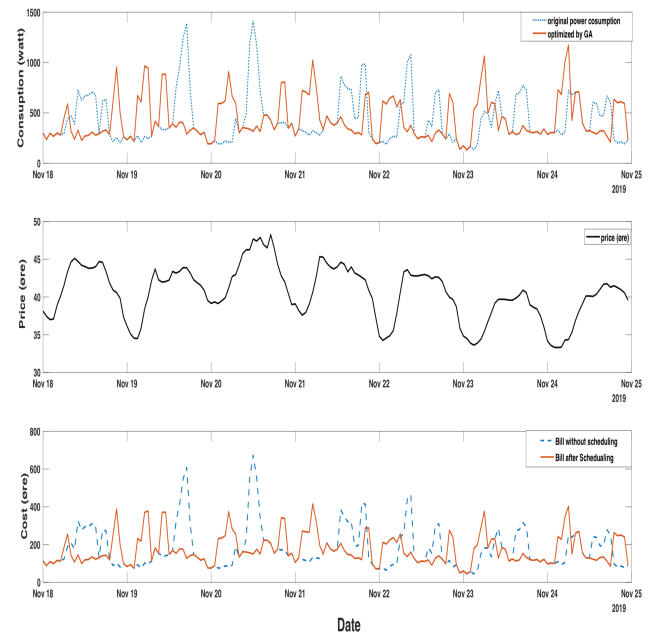 1500
1000
500
0
Consuption (watt)
original power cosumption
optimized by GA
Nov 18 Nov 19 Nov 20 Nov 21 Nov 22 Nov 23 Nov 24 Nov 25
2019
50
45
40
35
30
Price (øre)
price (øre)
Nov 18 Nov 19 Nov 20 Nov 21 Nov 22 Nov 23 Nov 24 Nov 25
2019
800
600
400
200
0
Cost (øre)
Bill without scheduling
Bill after Schedualing
Nov 18 Nov 19 Nov 20 Nov 21 Nov 22 Nov 23 Nov 24 Nov 25
2019
Date